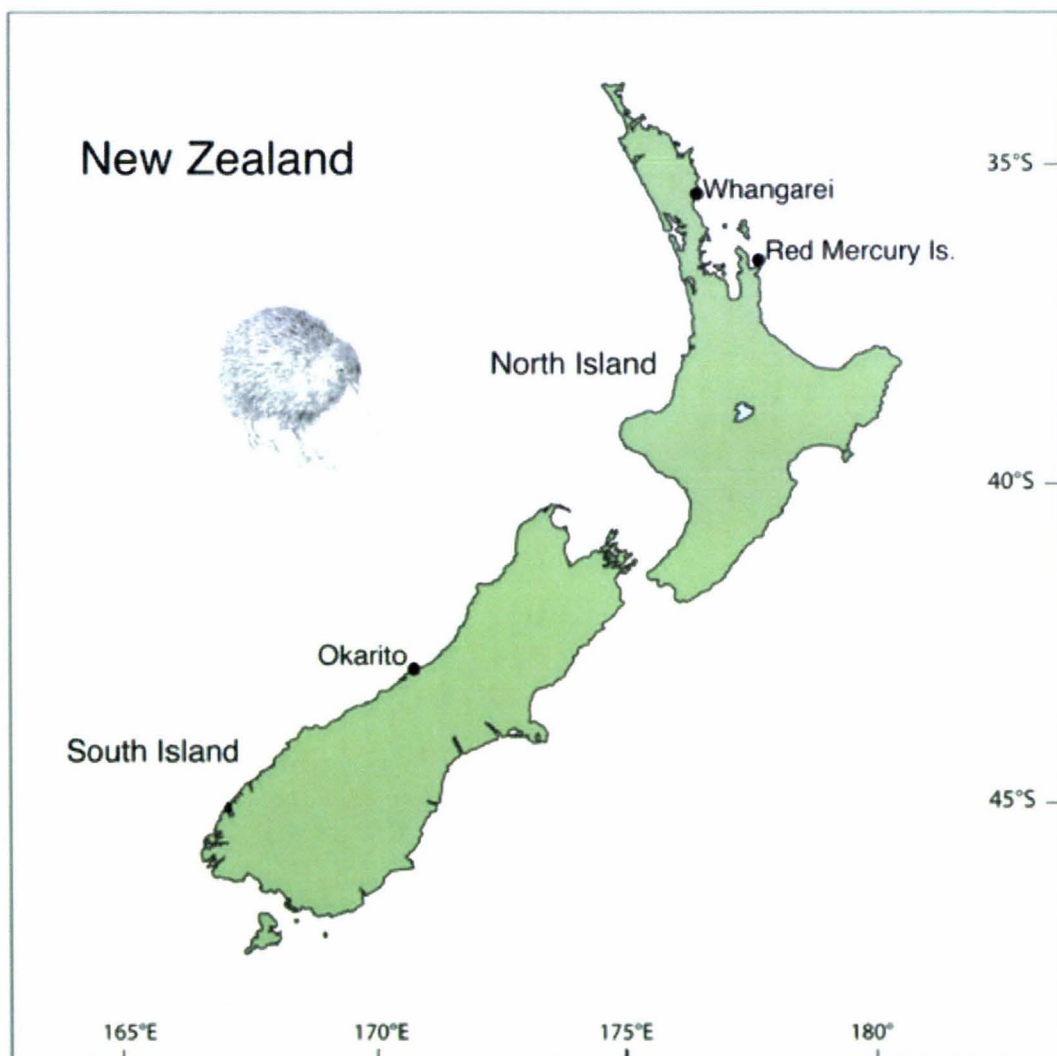 New Zealand
35°S
Whangarei
Red Mercury Is.
North Island
40°S
Okarito
South Island
45°S
165°E
170°E
175°E
180°